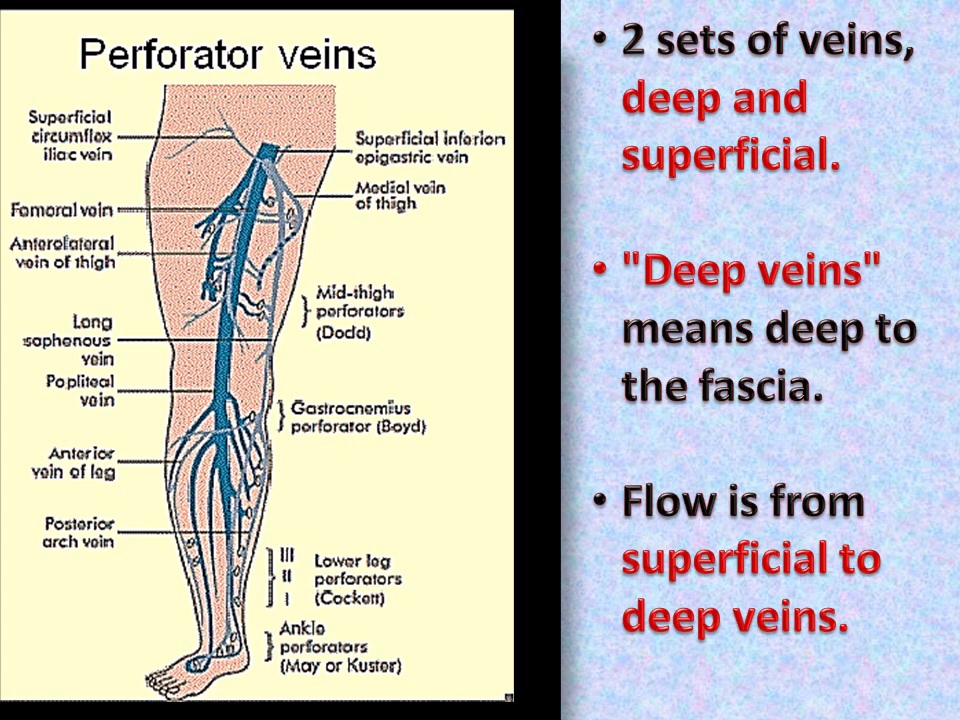 Perforator veins
Superficial
circumflex
iliac vein
Femoral vein
Anterolateral
vein of thigh
Long
saphenous
vein
Popliteal
vein
Anterior
vein of leg
Posterior
arch vein
Superficial inferion
epigastric vein
Medial vein
of thigh
Mid-thigh
perforators
(Dodd)
Gastrocnemius
perforator (Boyd)
III
II
I
Lower leg
perforators
(Cockett)
Ankle
perforators
(May or Kuster)
• 2 sets of veins,
deep and
superficial.
• "Deep veins"
means deep to
the fascia.
• Flow is from
superficial to
deep veins.